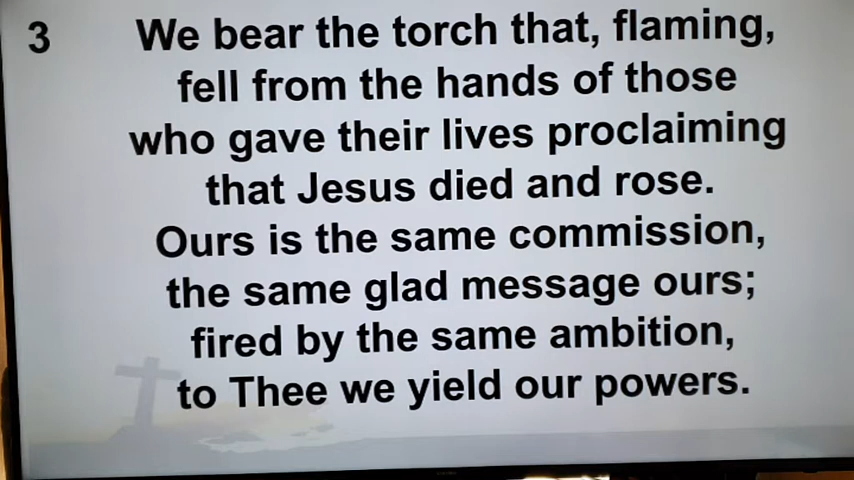 3 We bear the torch that, flaming,
fell from the hands of those
who gave their lives proclaiming
that Jesus died and rose.
Ours is the same commission,
the same glad message ours;
fired by the same ambition,
to Thee we yield our powers.